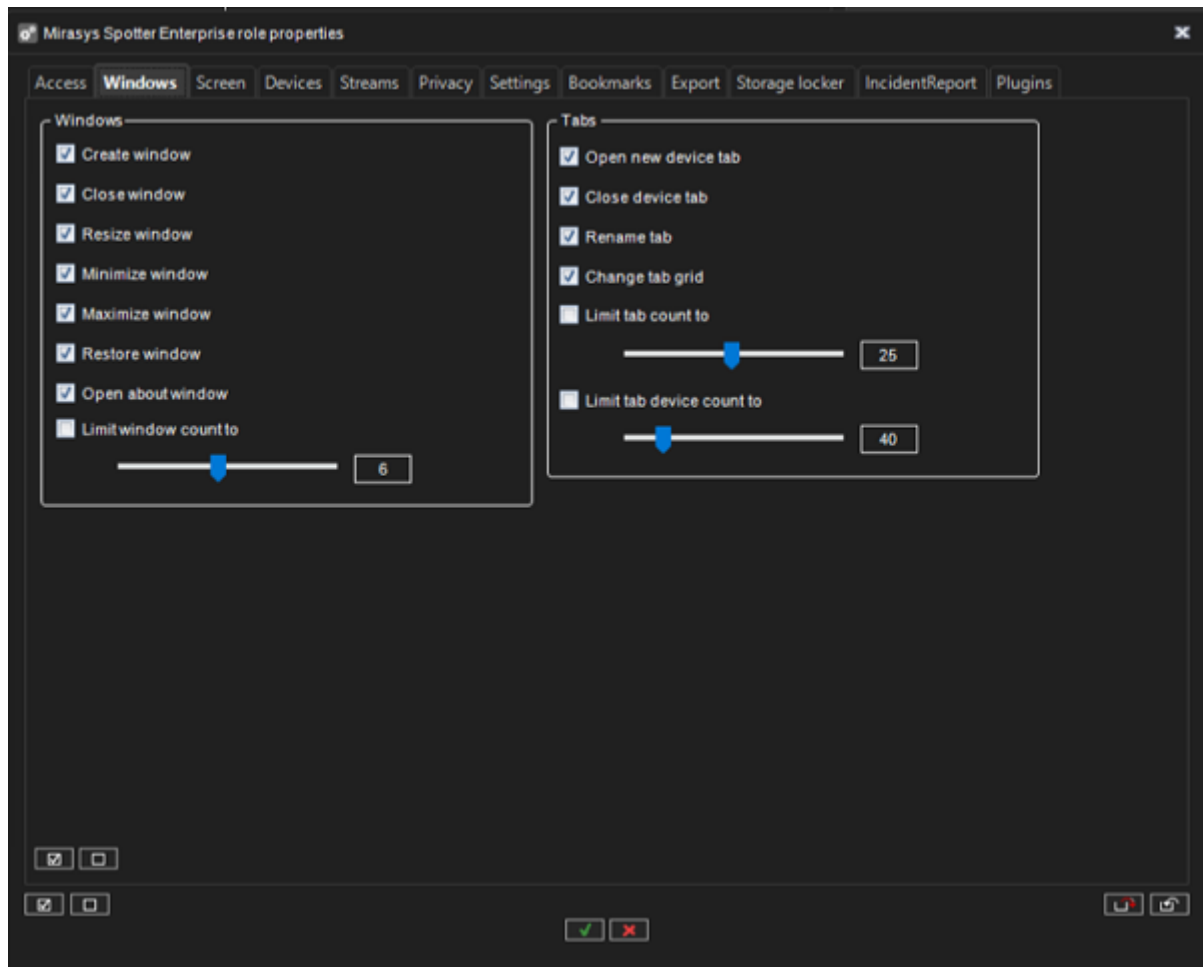 Mirasys Spotter Enterprise role properties
Access Windows Screen Devices Streams Privacy Settings Bookmarks Export Storage locker IncidentReport Plugins
Windows
Create window
Close window
Resize window
Minimize window
Maximize window
Restore window
Open about window
Limit window count to
6
Tabs
Open new device tab
Close device tab
Rename tab
Change tab grid
Limit tab count to
25
Limit tab device count to
40